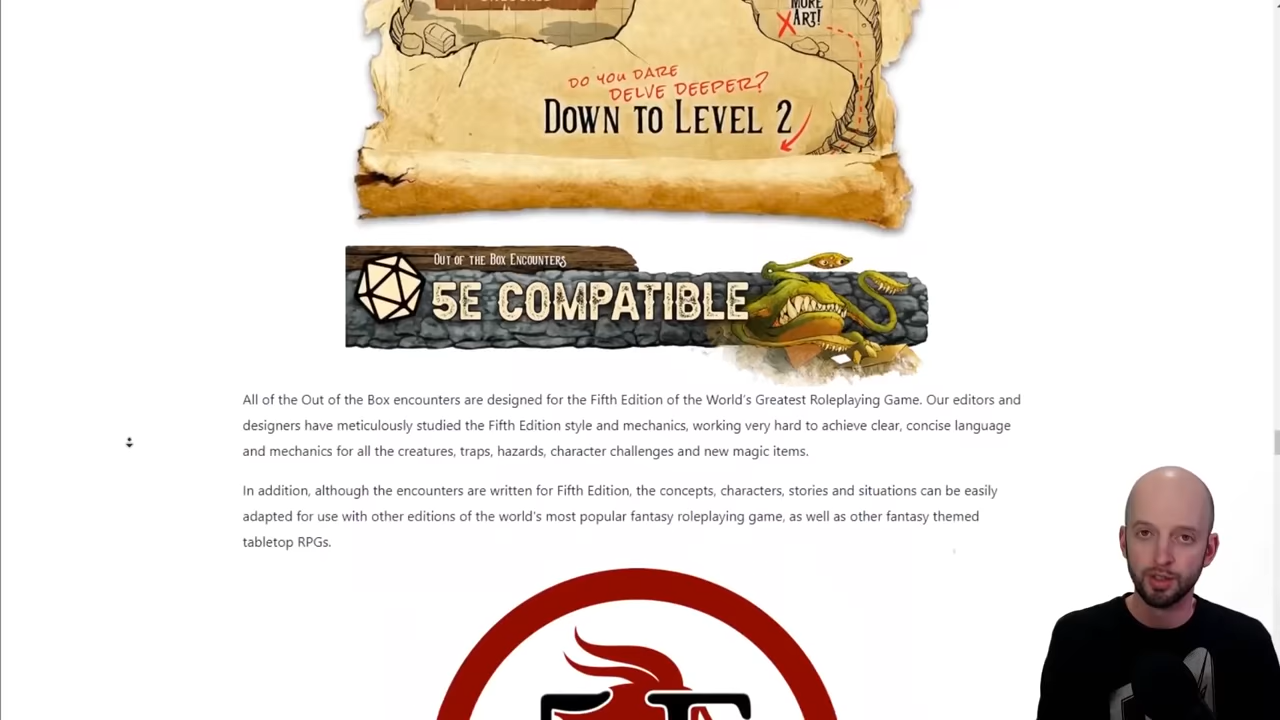 MORE
ART!
DO YOU DARE
DELVE DEEPER?
DOWN TO LEVEL 2
OUT OF THE BOX ENCOUNTERS
5E COMPATIBLE
All of the Out of the Box encounters are designed for the Fifth Edition of the World's Greatest Roleplaying Game. Our editors and
designers have meticulously studied the Fifth Edition style and mechanics, working very hard to achieve clear, concise language
and mechanics for all the creatures, traps, hazards, character challenges and new magic items.
In addition, although the encounters are written for Fifth Edition, the concepts, characters, stories and situations can be easily
adapted for use with other editions of the world's most popular fantasy roleplaying game, as well as other fantasy themed
tabletop RPGs.